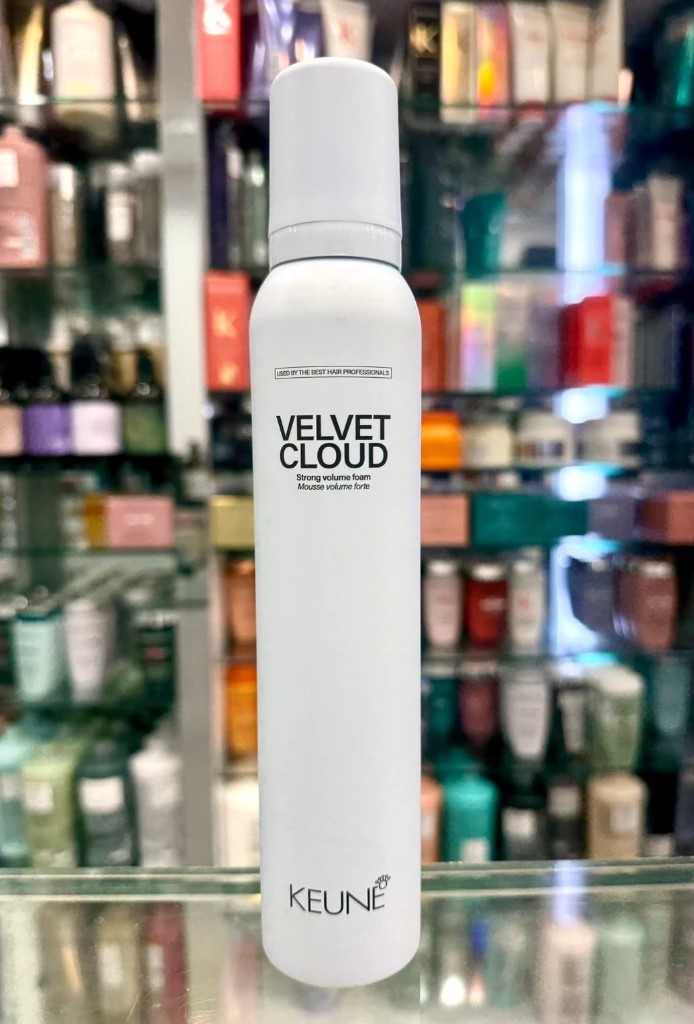 USED BY THE BEST HAIR PROFESSIONALS
VELVET
CLOUD
Strong volume foam
Mousse volume forte
KEUNE